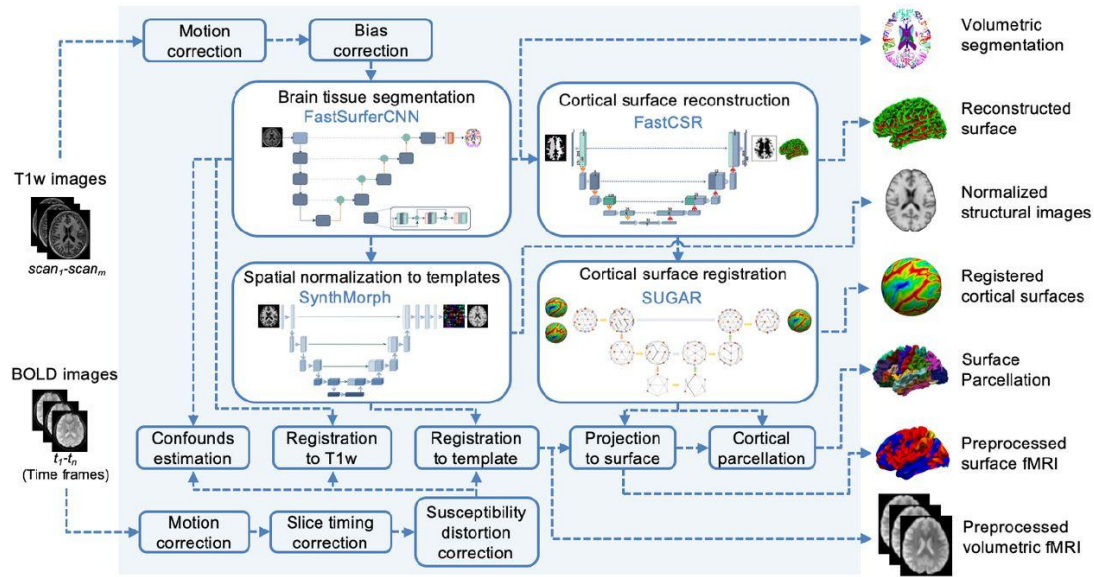 Motion
correction
Bias
correction
Volumetric
segmentation
Brain tissue segmentation
FastSurferCNN
Cortical surface reconstruction
FastCSR
Reconstructed
surface
T1w images
scan₁-scanₘ
Normalized
structural images
Spatial normalization to templates
SynthMorph
Cortical surface registration
SUGAR
Registered
cortical surfaces
BOLD images
t₁-tₙ
(Time frames)
Surface
Parcellation
Confounds
estimation
Registration
to T1w
Registration
to template
Projection
to surface
Cortical
parcellation
Preprocessed
surface fMRI
Motion
correction
Slice timing
correction
Susceptibility
distortion
correction
Preprocessed
volumetric fMRI